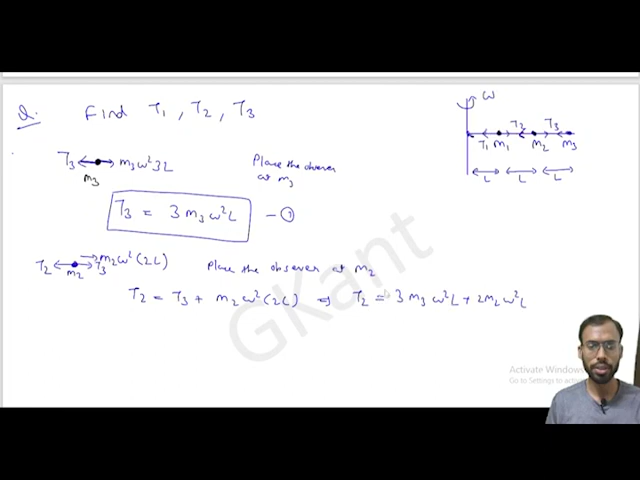 Q. Find T₁, T₂, T₃
ω
T₁ m₁ T₂ m₂ T₃ m₃
L L L
T₃ m₃ m₃ω²3L
Place the observer at m₃
T₃ = 3m₃ω²L — ①
T₂ m₂ T₃ m₂ω²(2L)
Place the observer at m₂
T₂ = T₃ + m₂ω²(2L) ⇒ T₂ = 3m₃ω²L + 2m₂ω²L
GKant
Activate Windows
Go to Settings to